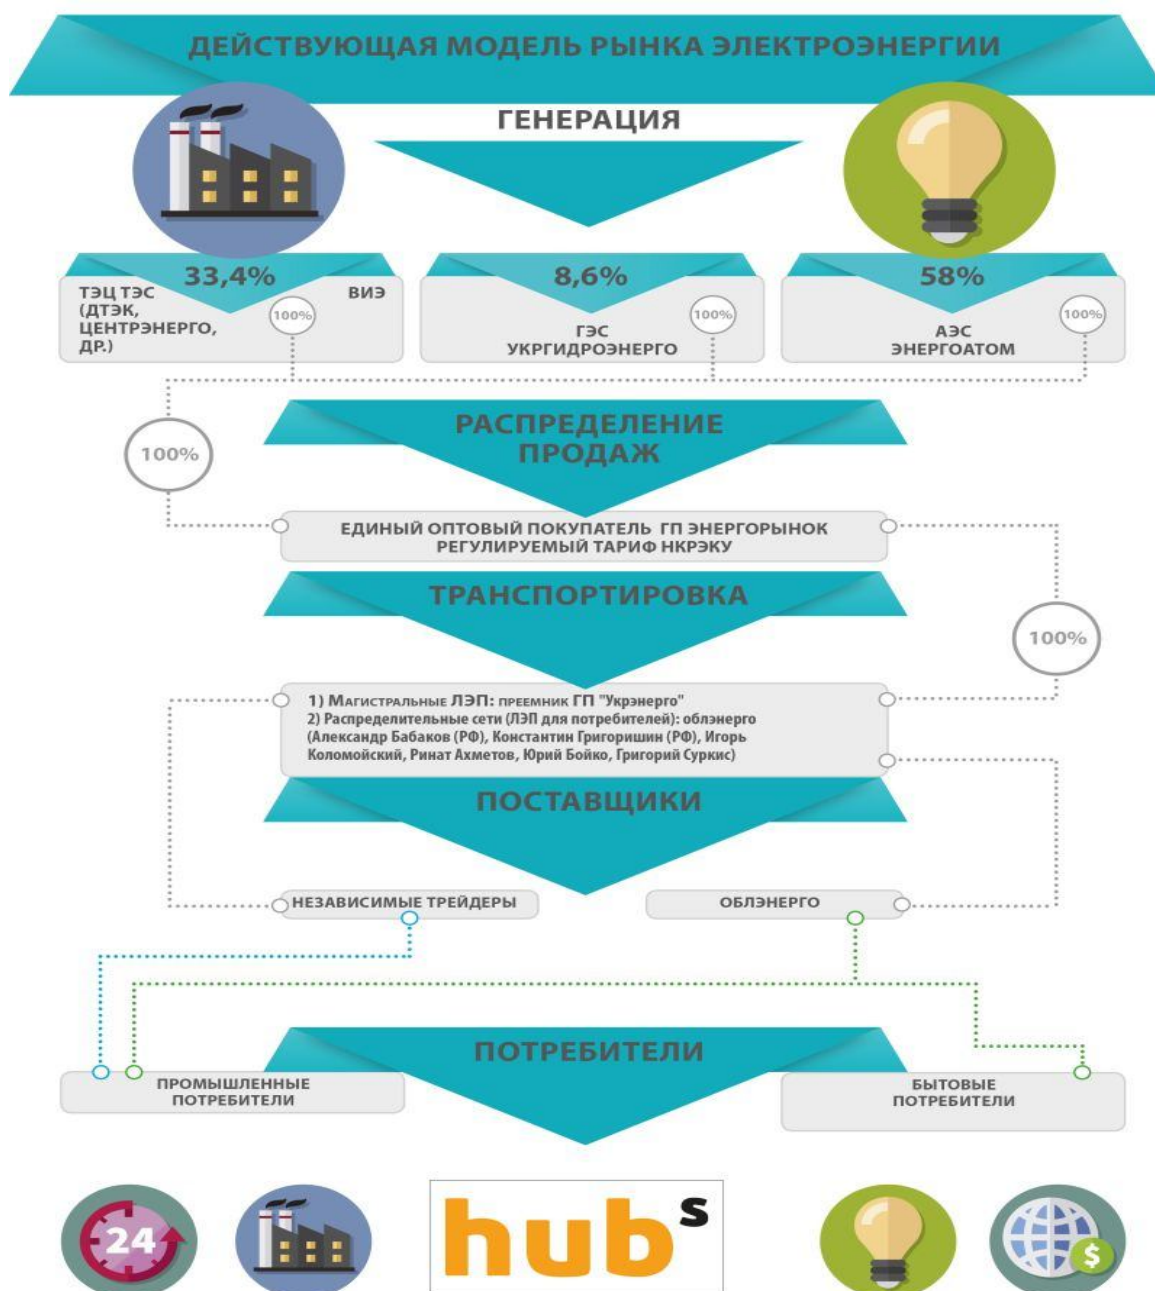 ДЕЙСТВУЮЩАЯ МОДЕЛЬ РЫНКА ЭЛЕКТРОЭНЕРГИИ
ГЕНЕРАЦИЯ
33,4%
ТЭЦ ТЭС
(ДТЭК,
ЦЕНТРЭНЕРГО,
ДР.)
ВИЭ
100%
8,6%
100%
ГЭС
УКРГИДРОЭНЕРГО
58%
100%
АЭС
ЭНЕРГОАТОМ
РАСПРЕДЕЛЕНИЕ
ПРОДАЖ
100%
ЕДИНЫЙ ОПТОВЫЙ ПОКУПАТЕЛЬ ГП ЭНЕРГОРЫНОК
РЕГУЛИРУЕМЫЙ ТАРИФ НКРЭКУ
ТРАНСПОРТИРОВКА
100%
1) Магистральные ЛЭП: преемник ГП "Укрэнерго"
2) Распределительные сети (ЛЭП для потребителей): облэнерго
(Александр Бабаков (РФ), Константин Григоришин (РФ), Игорь
Коломойский, Ринат Ахметов, Юрий Бойко, Григорий Суркис)
ПОСТАВЩИКИ
НЕЗАВИСИМЫЕ ТРЕЙДЕРЫ
ОБЛЭНЕРГО
ПОТРЕБИТЕЛИ
ПРОМЫШЛЕННЫЕ
ПОТРЕБИТЕЛИ
БЫТОВЫЕ
ПОТРЕБИТЕЛИ
24
hubs
$